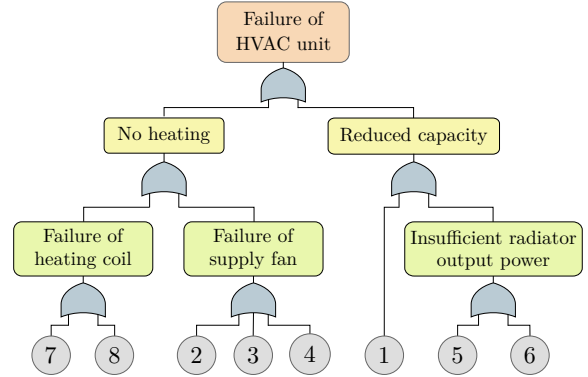 Failure of
HVAC unit
No heating
Reduced capacity
Failure of
heating coil
Failure of
supply fan
Insufficient radiator
output power
7
8
2
3
4
1
5
6